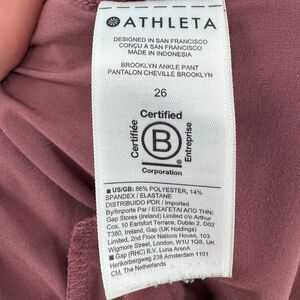 ATHLETA
DESIGNED IN SAN FRANCISCO
CONÇU À SAN FRANCISCO
MADE IN INDONESIA
BROOKLYN ANKLE PANT
PANTALON CHEVILLE BROOKLYN
26
Certified
Certifiée
B
Entreprise
Corporation
■ US/GB: 86% POLYESTER, 14%
SPANDEX / ELASTANE
DISTRIBUIDO POR / Imported
By/Importe Par / ΕΙΣΑΓΕΤΑΙ ΑΠΟ ΤΗΝ:
Gap Stores (Ireland) Limited c/o Arthur
Cox, 10 Earlsfort Terrace, Dublin 2, D02
T380, Ireland, Gap (UK Holdings)
Limited, 2nd Floor Nations House, 103
Wigmore Street, London, W1U 1QS, UK
■ Gap (RHC) B.V. Luna ArenA
Herikerbergweg 238 Amsterdam 1101
CM, The Netherlands